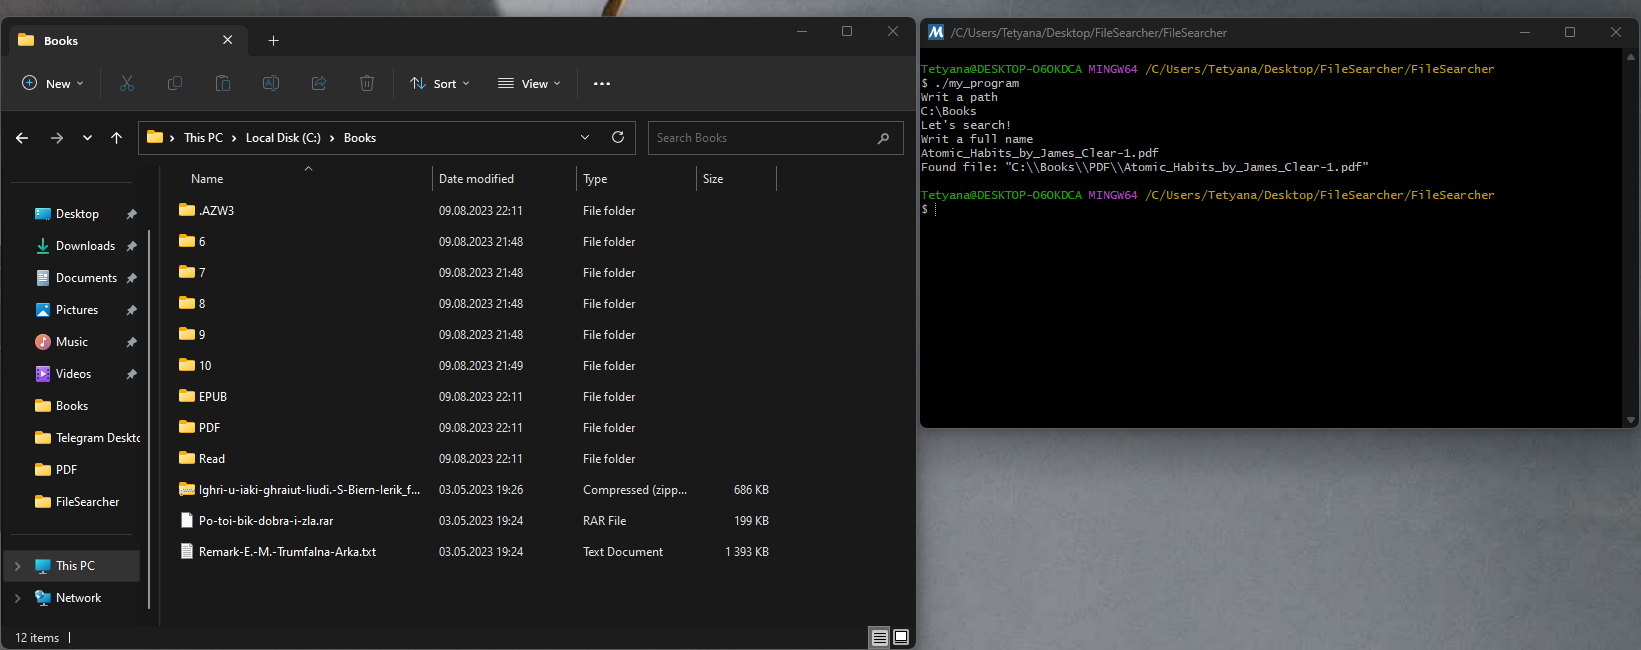 Books
New
Sort
View
This PC
Local Disk (C:)
Books
Search Books
Name
Date modified
Type
Size
Desktop
Downloads
Documents
Pictures
Music
Videos
Books
Telegram Deskto
PDF
FileSearcher
This PC
Network
.AZW3 09.08.2023 22:11 File folder
6 09.08.2023 21:48 File folder
7 09.08.2023 21:48 File folder
8 09.08.2023 21:48 File folder
9 09.08.2023 21:48 File folder
10 09.08.2023 21:49 File folder
EPUB 09.08.2023 22:11 File folder
PDF 09.08.2023 22:11 File folder
Read 09.08.2023 22:11 File folder
Ighri-u-iaki-ghraiut-liudi.-S-Biern-Ierik_f... 03.05.2023 19:26 Compressed (zipp... 686 KB
Po-toi-bik-dobra-i-zla.rar 03.05.2023 19:24 RAR File 199 KB
Remark-E.-M.-Trumfalna-Arka.txt 03.05.2023 19:24 Text Document 1 393 KB
12 items
/C/Users/Tetyana/Desktop/FileSearcher/FileSearcher
Tetyana@DESKTOP-O6OKDCA MINGW64 /C/Users/Tetyana/Desktop/FileSearcher/FileSearcher
$ ./my_program
Writ a path
C:\Books
Let's search!
Writ a full name
Atomic_Habits_by_James_Clear-1.pdf
Found file: "C:\\Books\\PDF\\Atomic_Habits_by_James_Clear-1.pdf"
Tetyana@DESKTOP-O6OKDCA MINGW64 /C/Users/Tetyana/Desktop/FileSearcher/FileSearcher
$